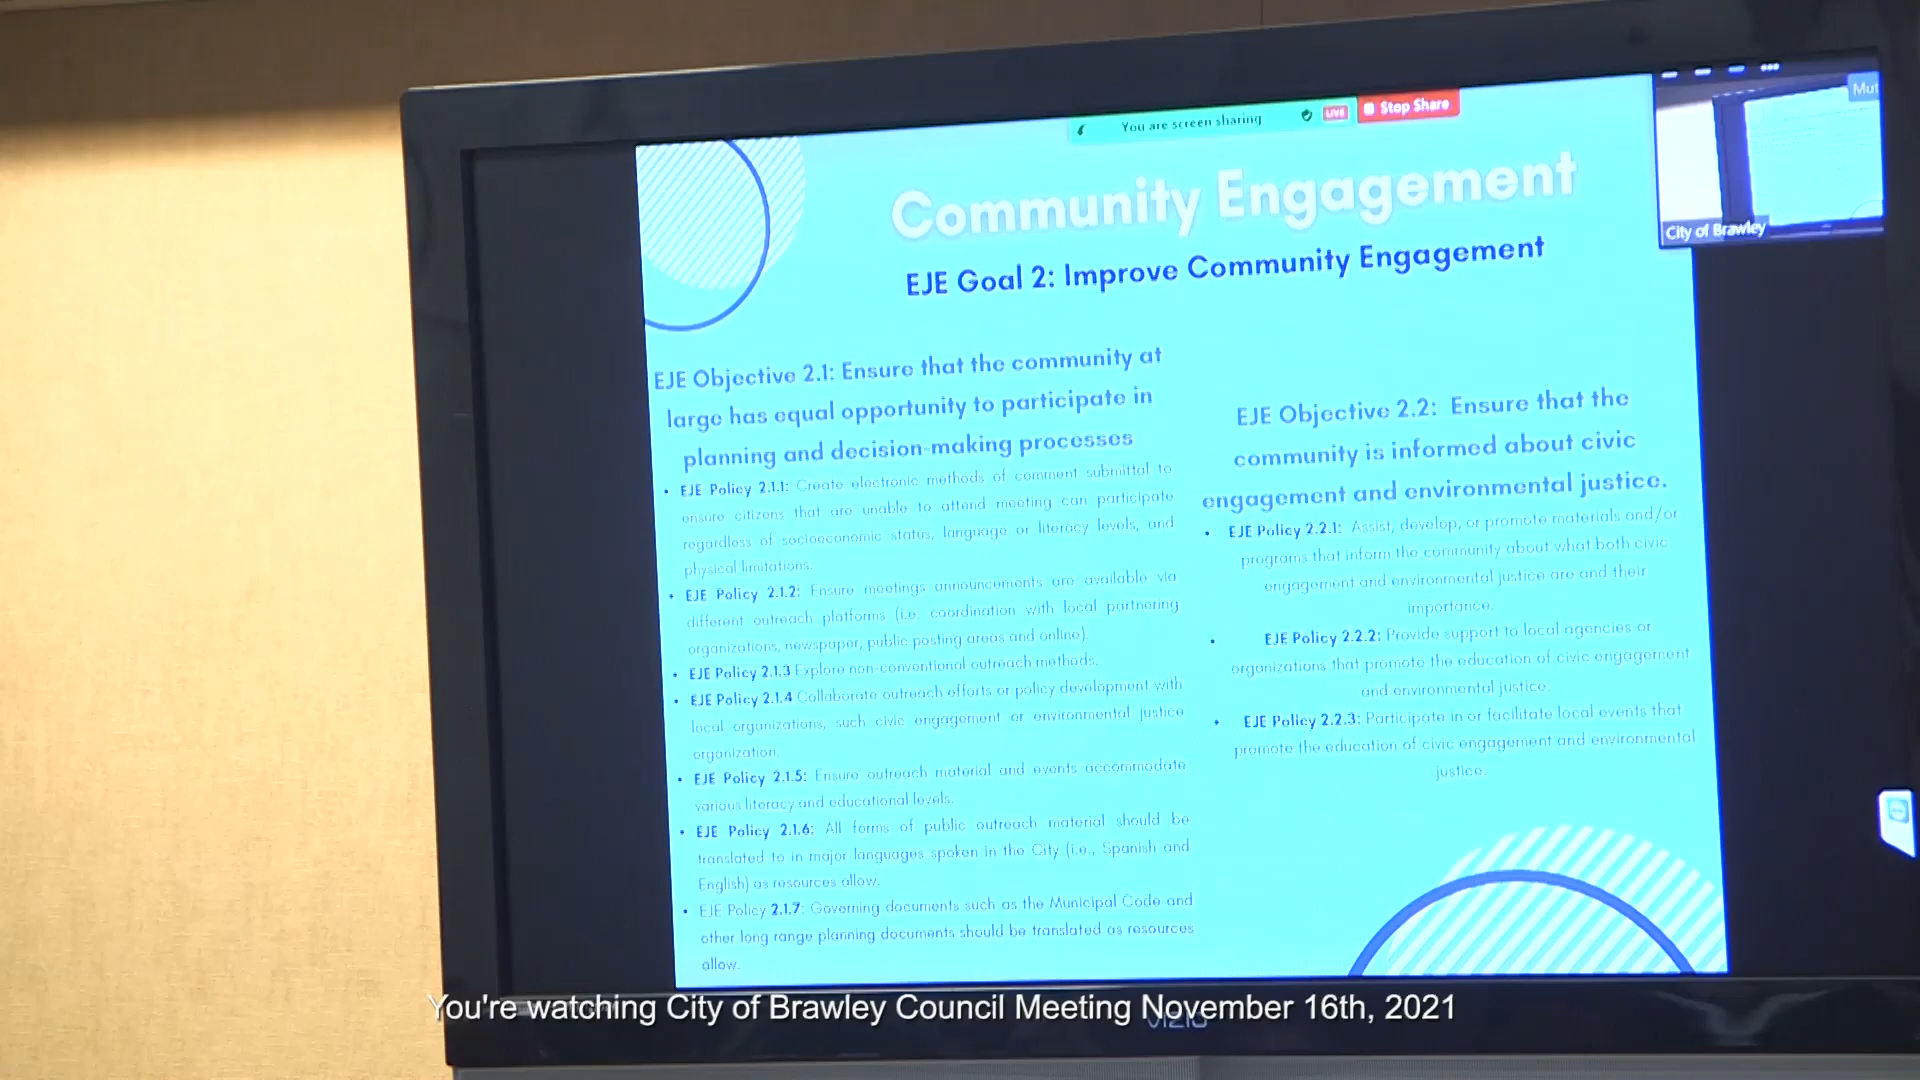 You are screen sharing
LIVE
Stop Share
Mut
City of Brawley
Community Engagement
EJE Goal 2: Improve Community Engagement
EJE Objective 2.1: Ensure that the community at
large has equal opportunity to participate in
planning and decision-making processes
• EJE Policy 2.1.1: Create electronic methods of comment submittal to
ensure citizens that are unable to attend meeting can participate
regardless of socioeconomic status, language or literacy levels, and
physical limitations.
• EJE Policy 2.1.2: Ensure meetings announcements are available via
different outreach platforms (i.e. coordination with local partnering
organizations, newspaper, public posting areas and online).
• EJE Policy 2.1.3 Explore non-conventional outreach methods.
• EJE Policy 2.1.4 Collaborate outreach efforts or policy development with
local organizations, such civic engagement or environmental justice
organization.
• EJE Policy 2.1.5: Ensure outreach material and events accommodate
various literacy and educational levels.
• EJE Policy 2.1.6: All forms of public outreach material should be
translated to in major languages spoken in the City (i.e., Spanish and
English) as resources allow.
• EJE Policy 2.1.7: Governing documents such as the Municipal Code and
other long range planning documents should be translated as resources
allow.
EJE Objective 2.2: Ensure that the
community is informed about civic
engagement and environmental justice.
• EJE Policy 2.2.1: Assist, develop, or promote materials and/or
programs that inform the community about what both civic
engagement and environmental justice are and their
importance.
• EJE Policy 2.2.2: Provide support to local agencies or
organizations that promote the education of civic engagement
and environmental justice.
• EJE Policy 2.2.3: Participate in or facilitate local events that
promote the education of civic engagement and environmental
justice.
You're watching City of Brawley Council Meeting November 16th, 2021
VIZIO